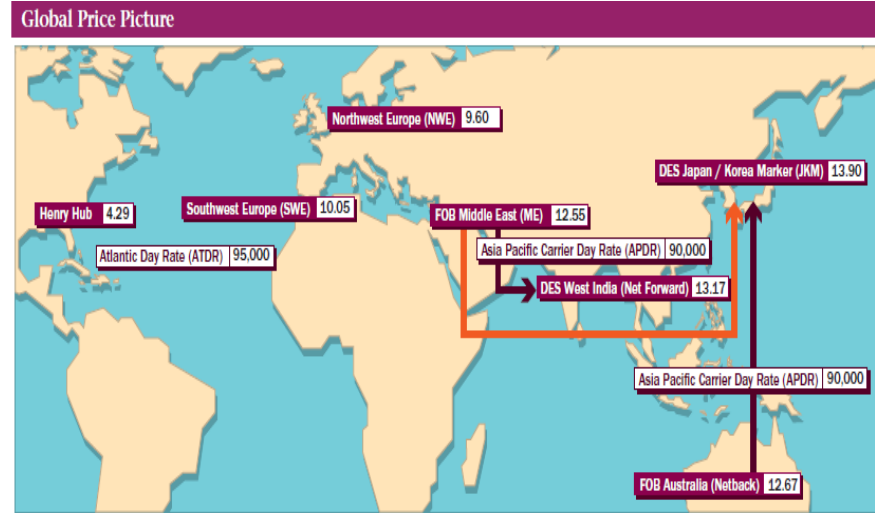 Global Price Picture
Northwest Europe (NWE) 9.60
DES Japan / Korea Marker (JKM) 13.90
Henry Hub 4.29
Southwest Europe (SWE) 10.05
FOB Middle East (ME) 12.55
Atlantic Day Rate (ATDR) 95,000
Asia Pacific Carrier Day Rate (APDR) 90,000
DES West India (Net Forward) 13.17
Asia Pacific Carrier Day Rate (APDR) 90,000
FOB Australia (Netback) 12.67